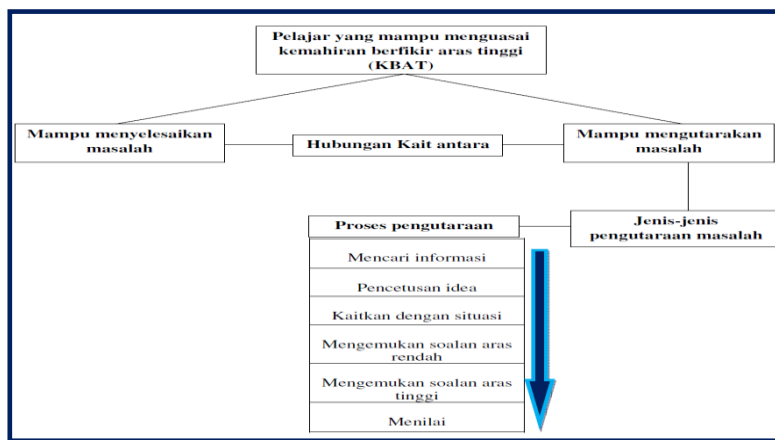 Pelajar yang mampu menguasai
kemahiran berfikir aras tinggi
(KBAT)
Mampu menyelesaikan
masalah
Hubungan Kait antara
Mampu mengutarakan
masalah
Jenis-jenis
pengutaraan masalah
Proses pengutaraan
Mencari informasi
Pencetusan idea
Kaitkan dengan situasi
Mengemukan soalan aras
rendah
Mengemukan soalan aras
tinggi
Menilai